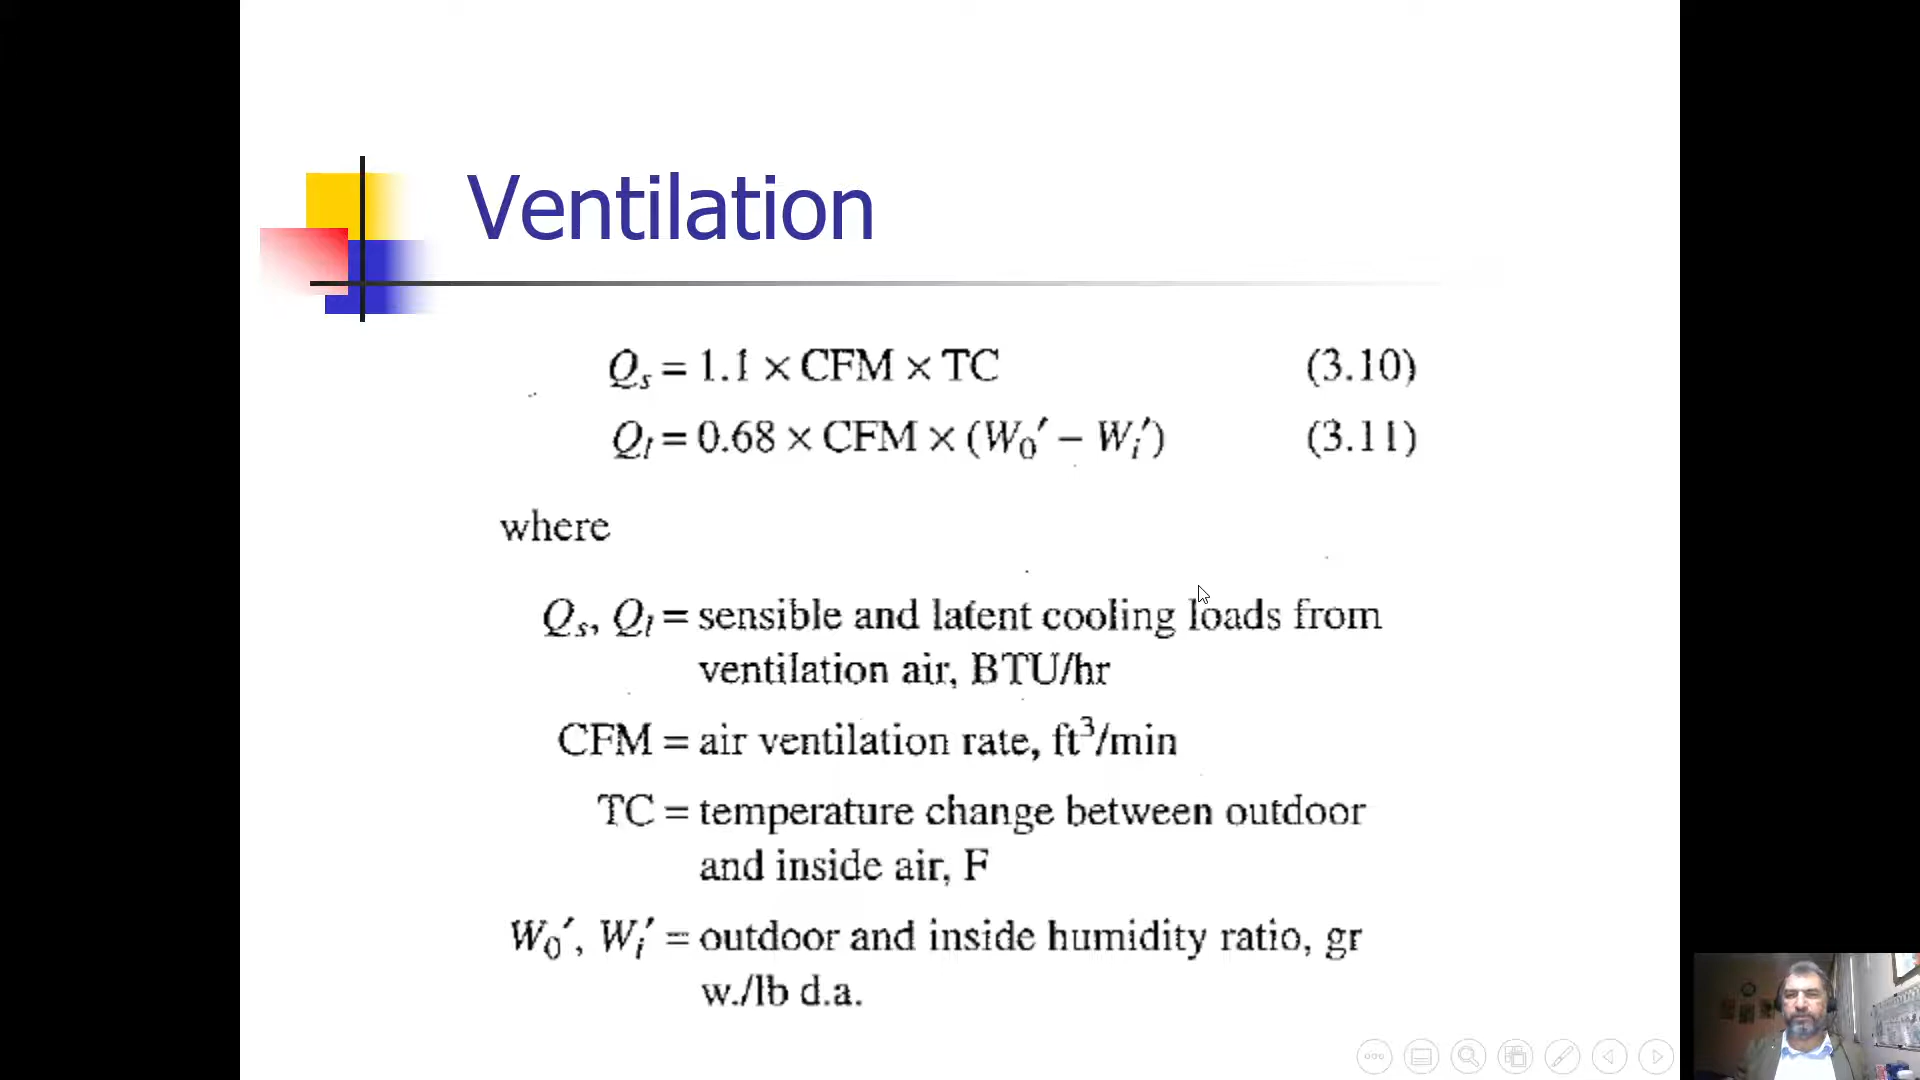 Ventilation
Qₛ = 1.1 × CFM × TC (3.10)
Qₗ = 0.68 × CFM × (W₀′ − Wᵢ′) (3.11)
where
Qₛ, Qₗ = sensible and latent cooling loads from
ventilation air, BTU/hr
CFM = air ventilation rate, ft³/min
TC = temperature change between outdoor
and inside air, F
W₀′, Wᵢ′ = outdoor and inside humidity ratio, gr
w./lb d.a.